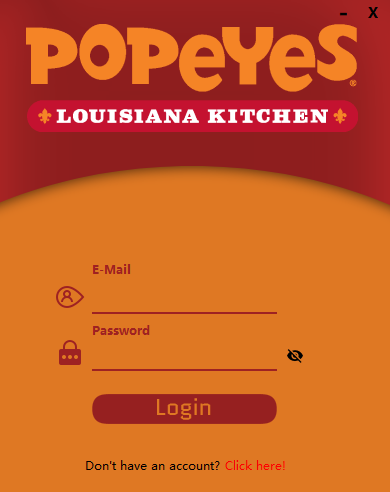 – X
POPEYES®
LOUISIANA KITCHEN
E-Mail
Password
Login
Don't have an account? Click here!